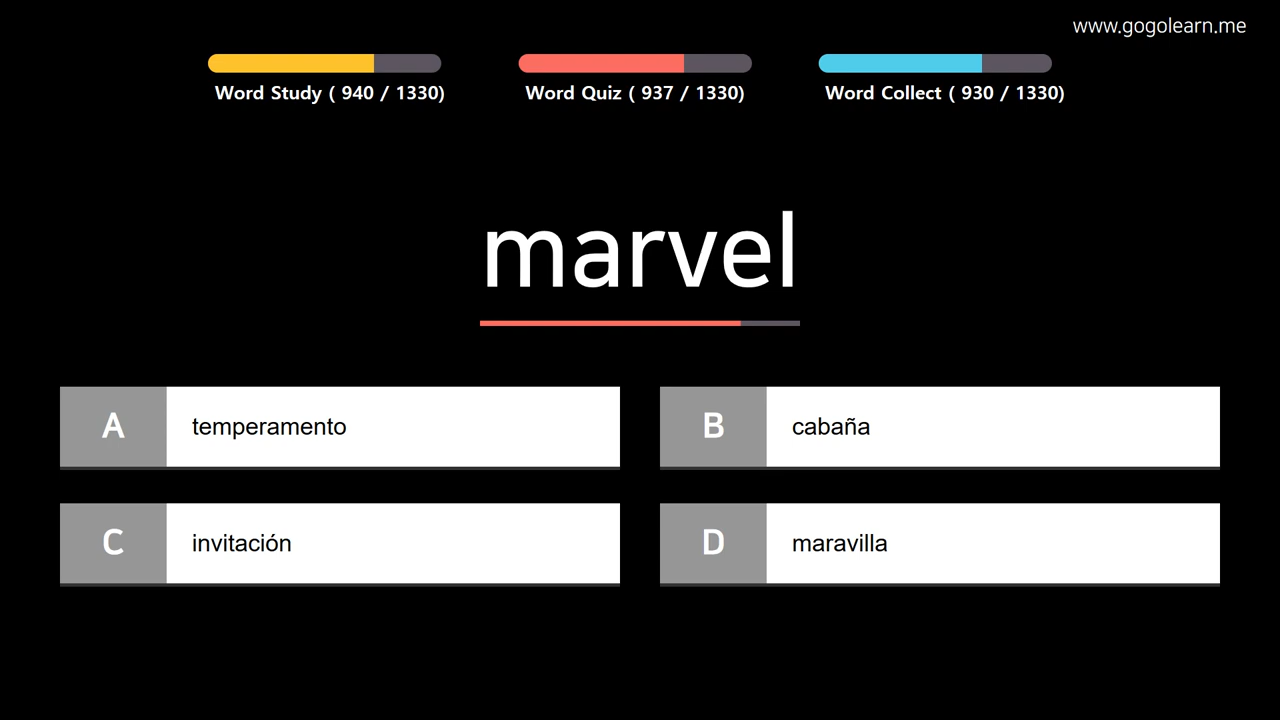 www.gogolearn.me
Word Study ( 940 / 1330)
Word Quiz ( 937 / 1330)
Word Collect ( 930 / 1330)
marvel
A temperamento
B cabaña
C invitación
D maravilla